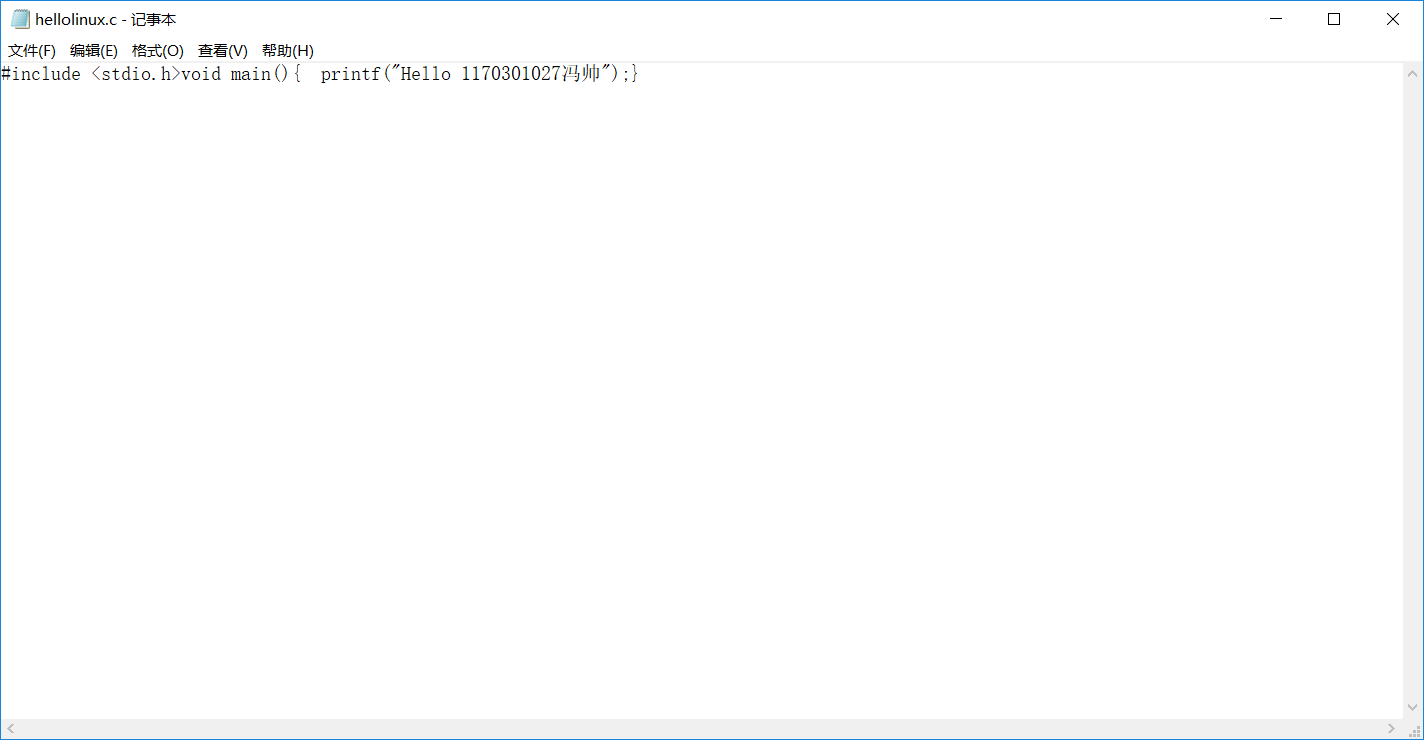 hellolinux.c - 记事本
文件(F) 编辑(E) 格式(O) 查看(V) 帮助(H)
#include <stdio.h>void main(){  printf("Hello 1170301027冯帅");}